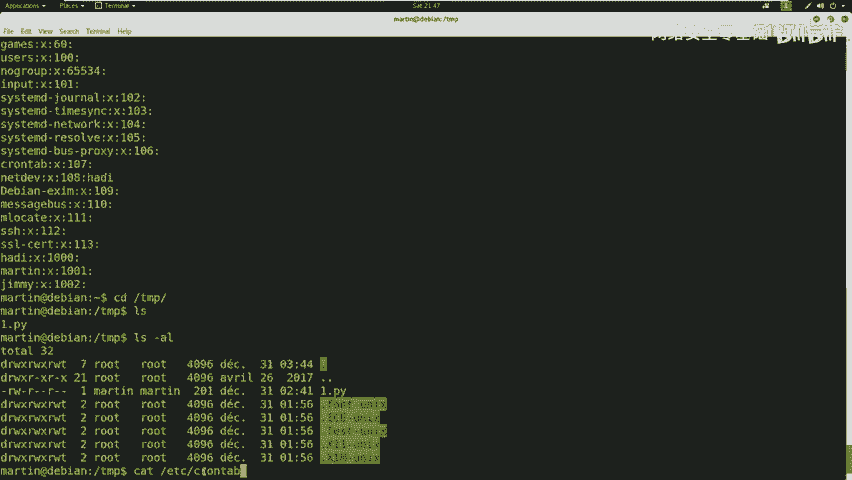 Applications Places Terminal Sat 21 47
martin@debian: /tmp
File Edit View Search Terminal Help
games:x:60:
users:x:100:
nogroup:x:65534:
input:x:101:
systemd-journal:x:102:
systemd-timesync:x:103:
systemd-network:x:104:
systemd-resolve:x:105:
systemd-bus-proxy:x:106:
crontab:x:107:
netdev:x:108:hadi
Debian-exim:x:109:
messagebus:x:110:
mlocate:x:111:
ssh:x:112:
ssl-cert:x:113:
hadi:x:1000:
martin:x:1001:
jimmy:x:1002:
martin@debian:~$ cd /tmp/
martin@debian:/tmp$ ls
1.py
martin@debian:/tmp$ ls -al
total 32
drwxrwxrwt 7 root root 4096 déc. 31 03:44 .
drwxr-xr-x 21 root root 4096 avril 26 2017 ..
-rw-r--r-- 1 martin martin 201 déc. 31 02:41 1.py
drwxrwxrwt 2 root root 4096 déc. 31 01:56
drwxrwxrwt 2 root root 4096 déc. 31 01:56
drwxrwxrwt 2 root root 4096 déc. 31 01:56
drwxrwxrwt 2 root root 4096 déc. 31 01:56
drwxrwxrwt 2 root root 4096 déc. 31 01:56
martin@debian:/tmp$ cat /etc/crontab